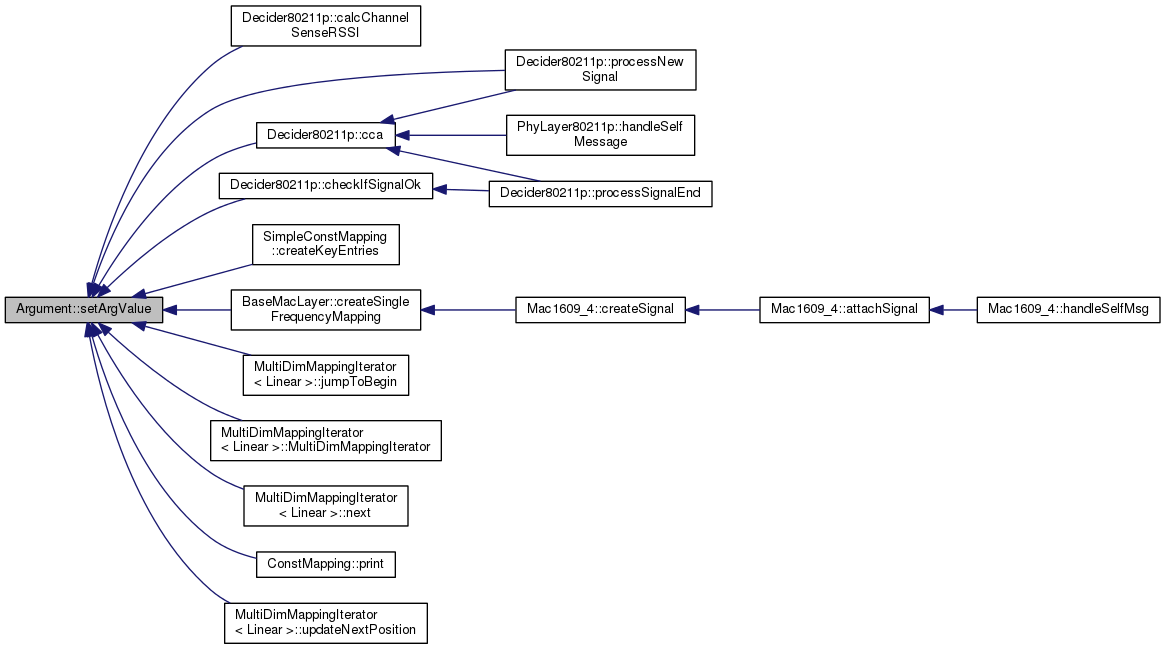 Decider80211p::calcChannel
SenseRSSI
Decider80211p::processNew
Signal
PhyLayer80211p::handleSelf
Message
Decider80211p::cca
Decider80211p::checkIfSignalOk
Decider80211p::processSignalEnd
SimpleConstMapping
::createKeyEntries
Argument::setArgValue
BaseMacLayer::createSingle
FrequencyMapping
Mac1609_4::createSignal
Mac1609_4::attachSignal
Mac1609_4::handleSelfMsg
MultiDimMappingIterator
< Linear >::jumpToBegin
MultiDimMappingIterator
< Linear >::MultiDimMappingIterator
MultiDimMappingIterator
< Linear >::next
ConstMapping::print
MultiDimMappingIterator
< Linear >::updateNextPosition